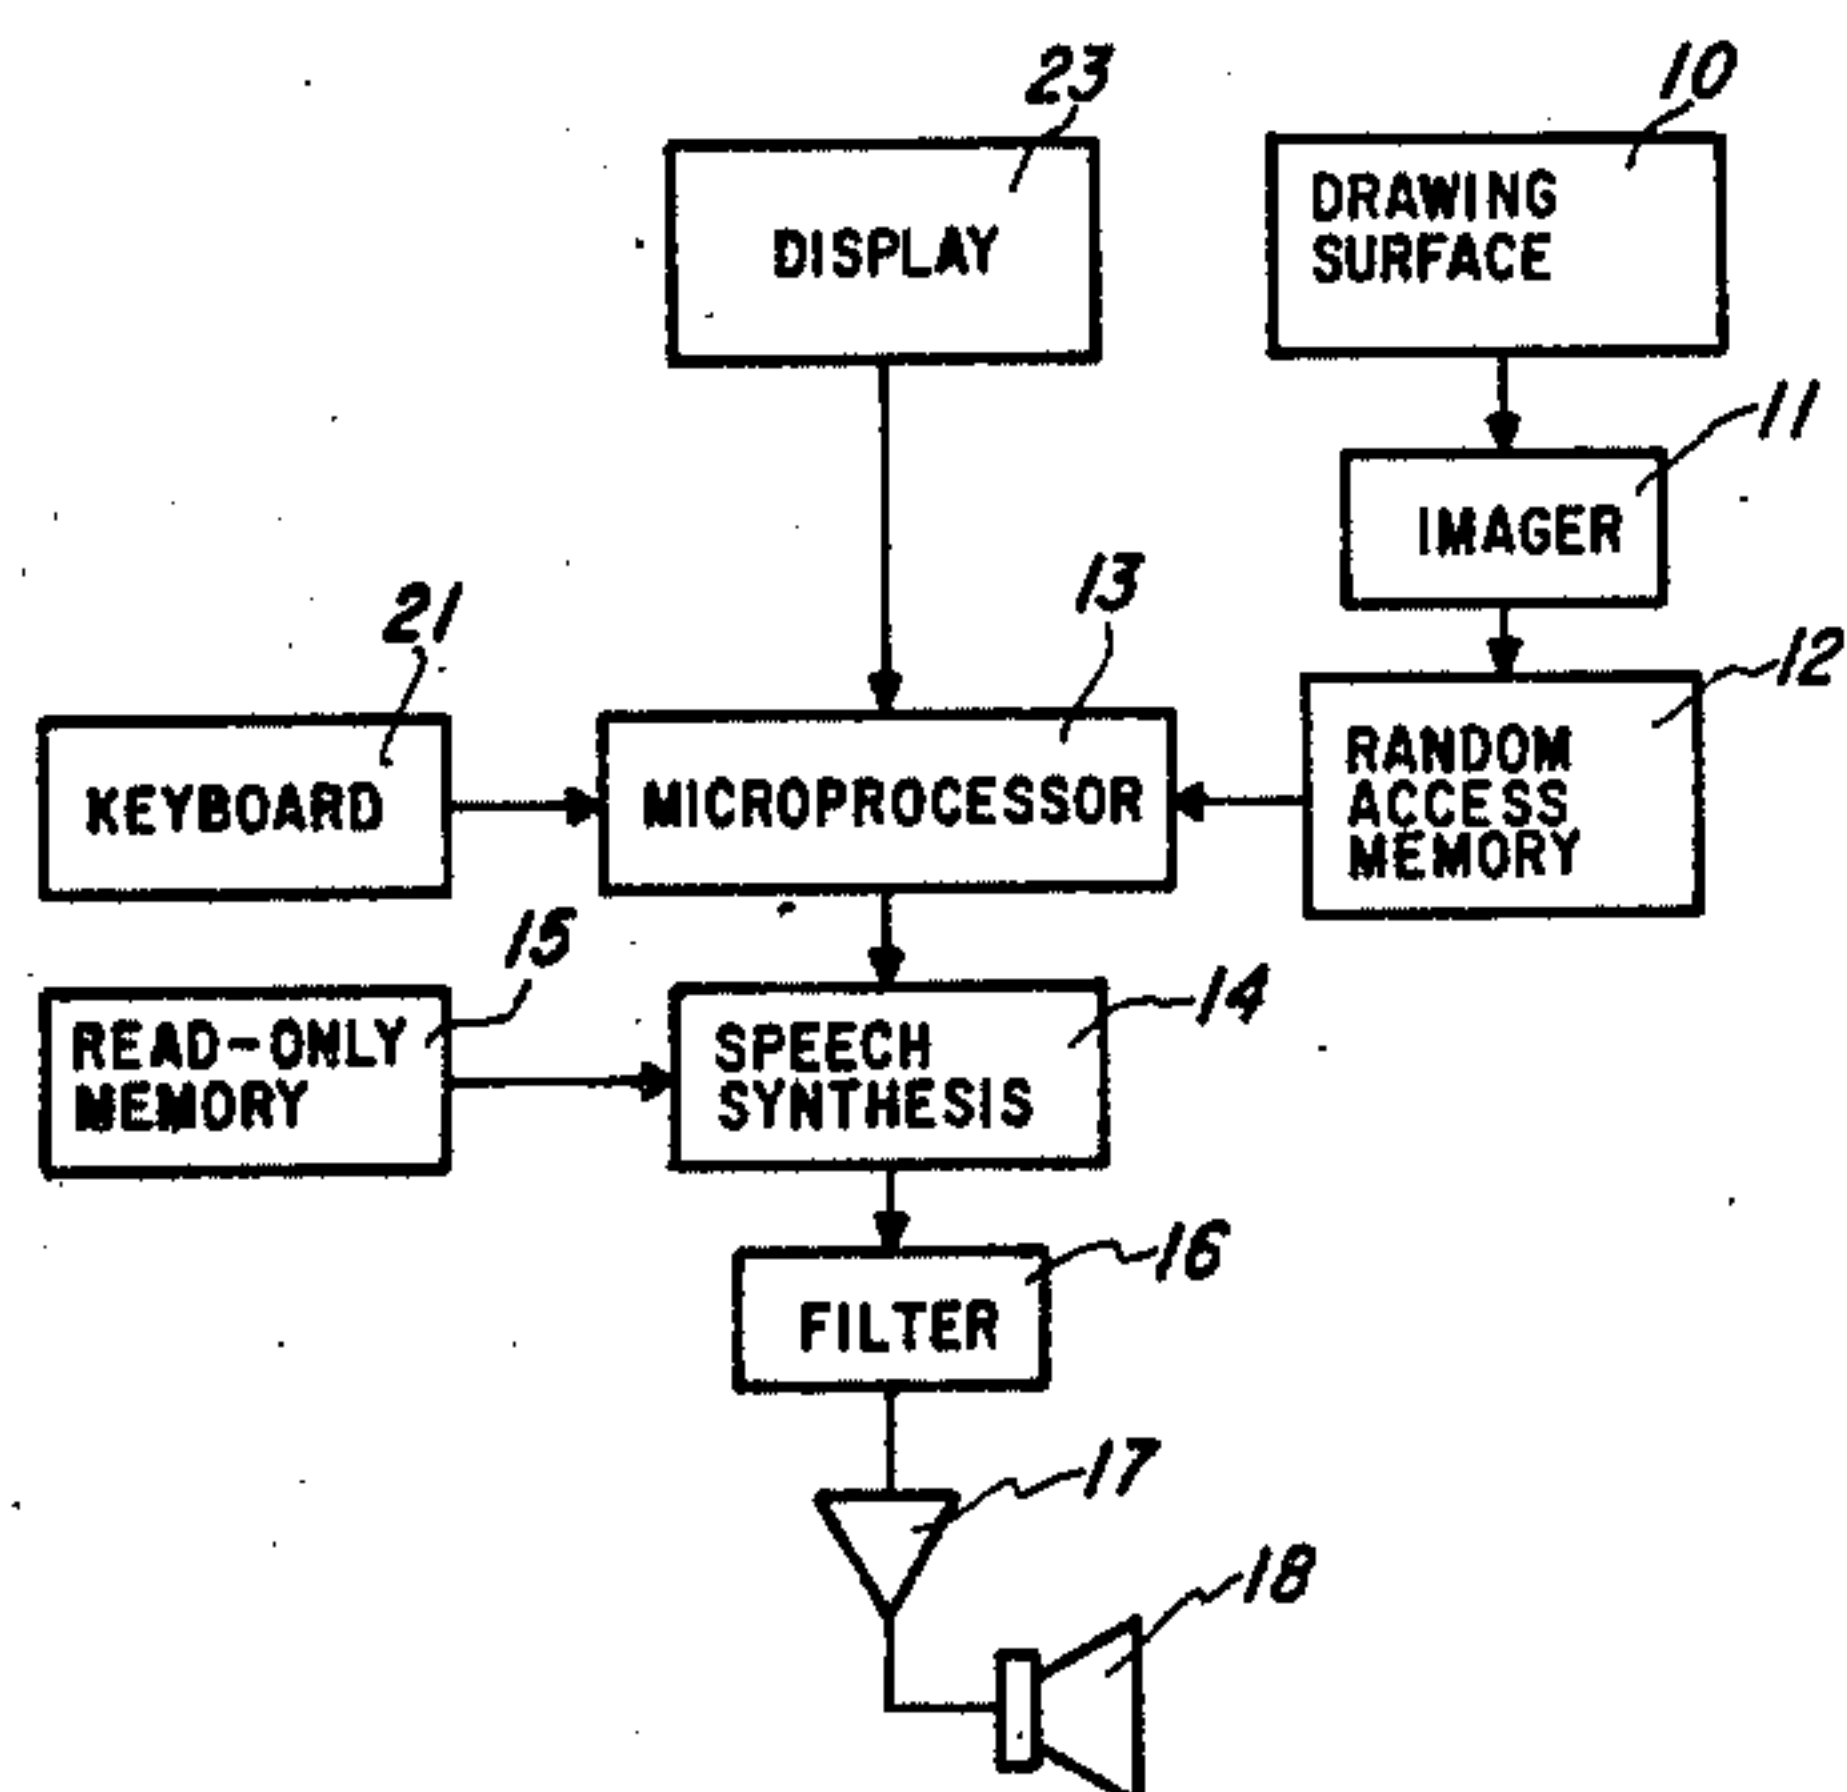 23
10
DISPLAY
DRAWING
SURFACE
11
IMAGER
13
21
12
KEYBOARD
MICROPROCESSOR
RANDOM
ACCESS
MEMORY
15
14
READ-ONLY
MEMORY
SPEECH
SYNTHESIS
16
FILTER
17
18